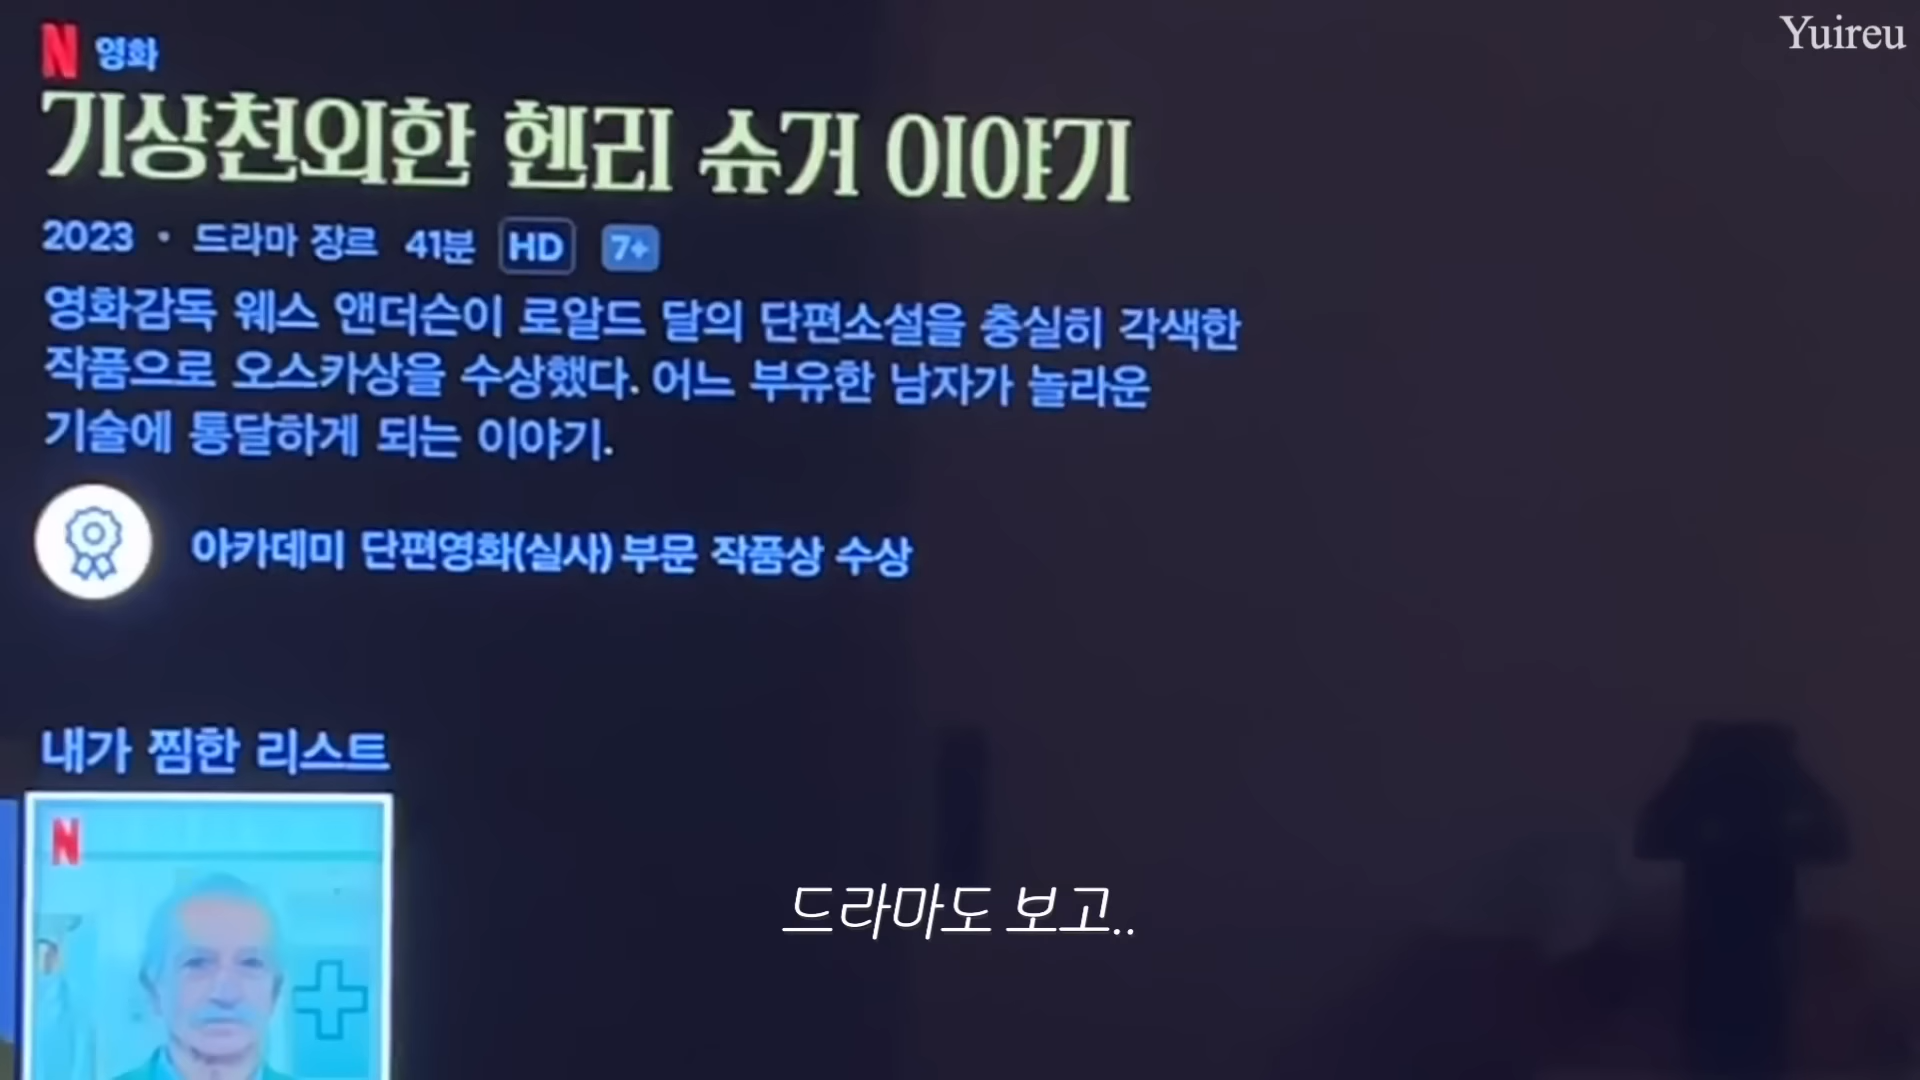 Yuireu
N 영화
기상천외한 헨리 슈거 이야기
2023 · 드라마 장르 41분 HD 7+
영화감독 웨스 앤더슨이 로알드 달의 단편소설을 충실히 각색한
작품으로 오스카상을 수상했다. 어느 부유한 남자가 놀라운
기술에 통달하게 되는 이야기.
아카데미 단편영화(실사) 부문 작품상 수상
내가 찜한 리스트
N
드라마도 보고..